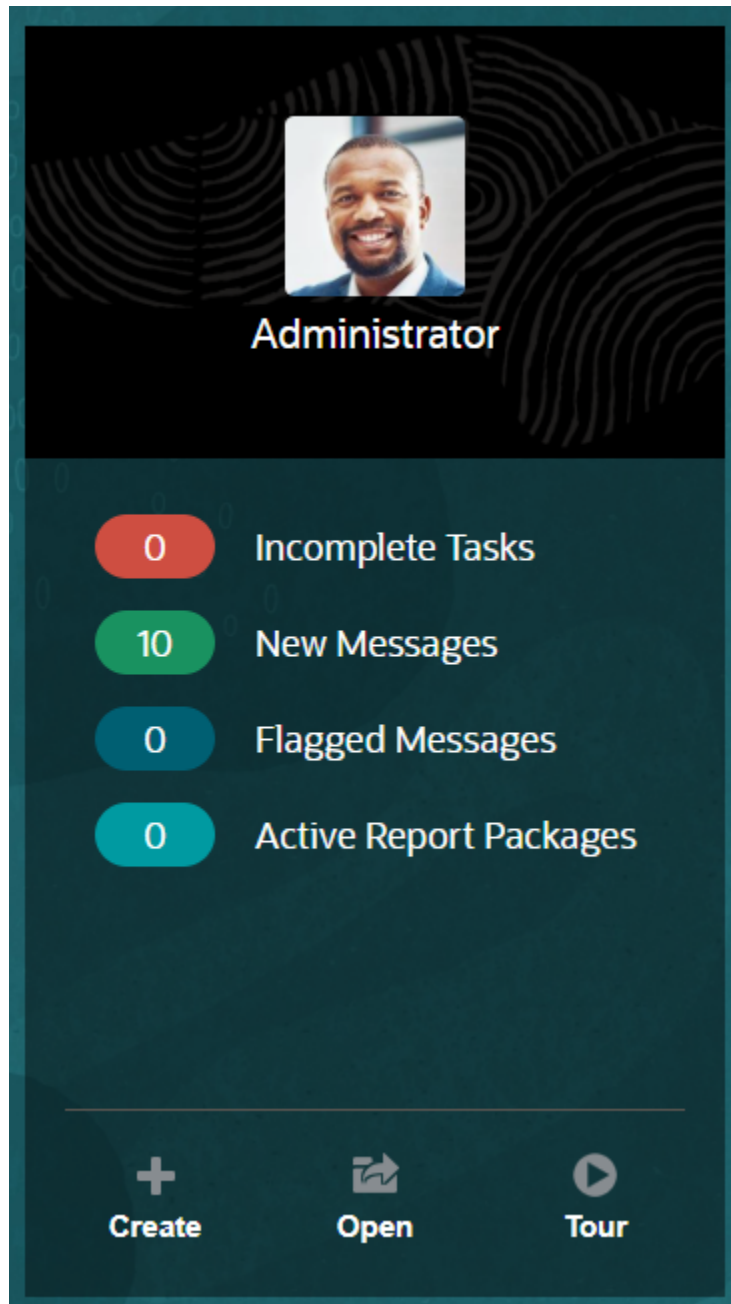 Administrator
0 Incomplete Tasks
10 New Messages
0 Flagged Messages
0 Active Report Packages
Create Open Tour